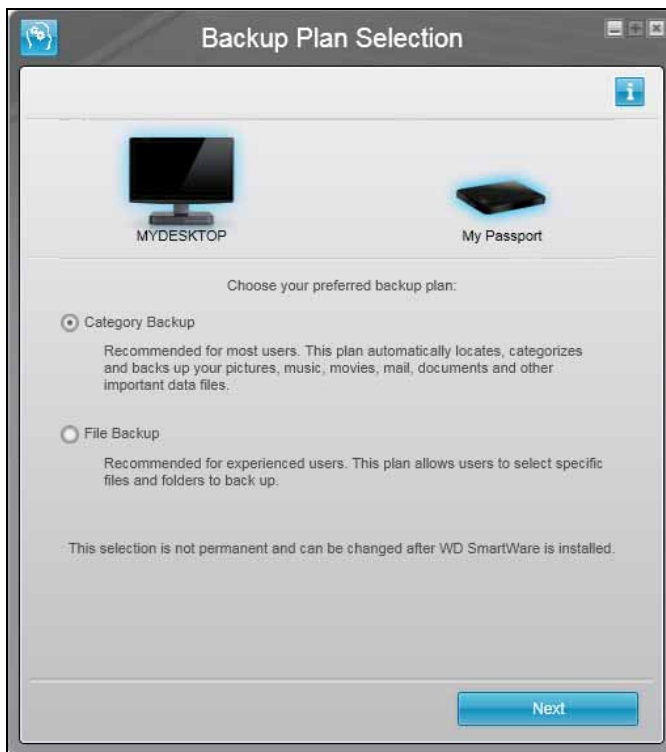 Backup Plan Selection
MYDESKTOP
My Passport
Choose your preferred backup plan:
Category Backup
Recommended for most users. This plan automatically locates, categorizes
and backs up your pictures, music, movies, mail, documents and other
important data files.
File Backup
Recommended for experienced users. This plan allows users to select specific
files and folders to back up.
This selection is not permanent and can be changed after WD SmartWare is installed.
Next